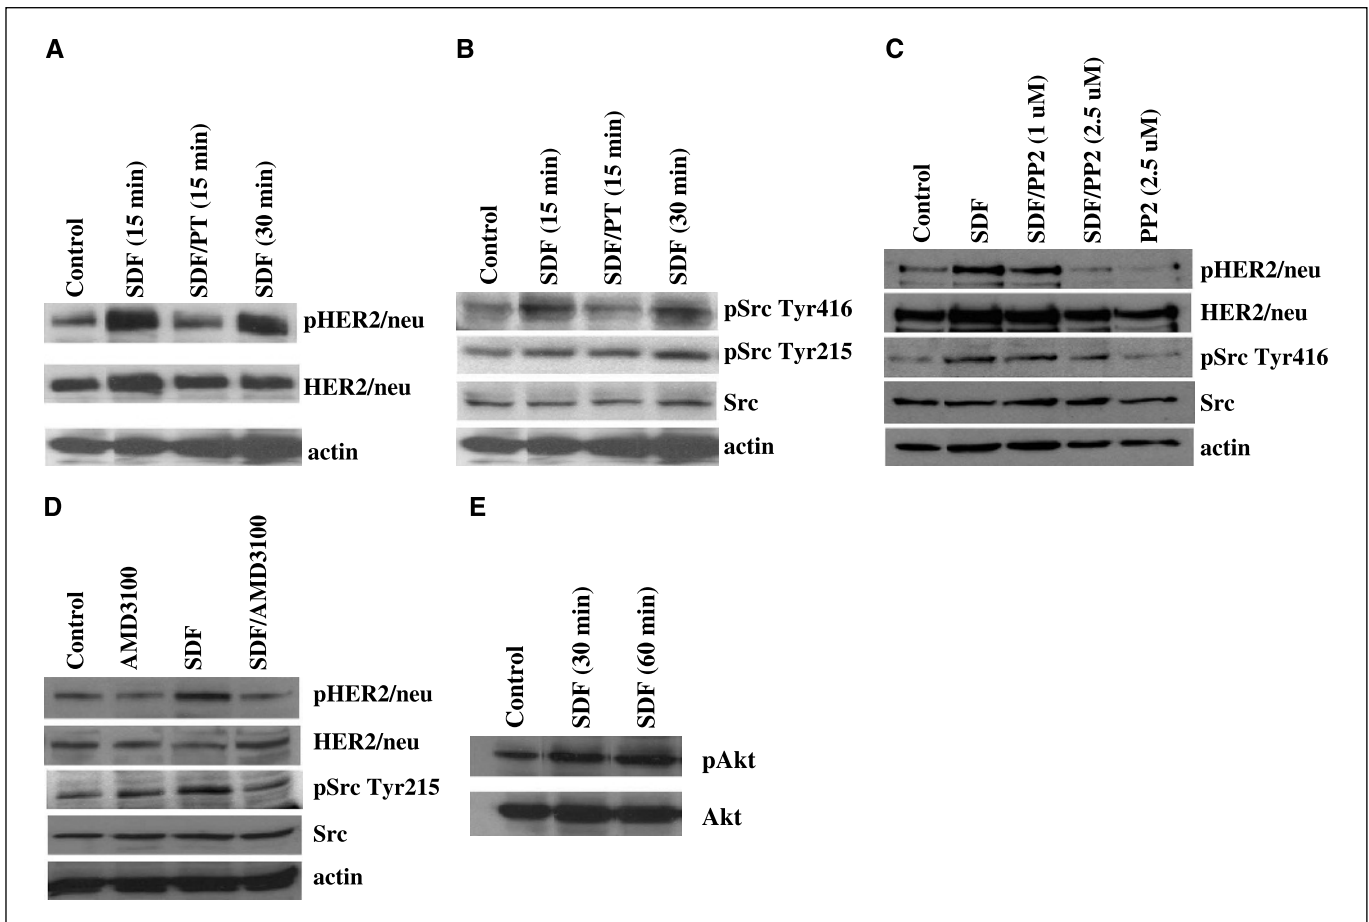 A
Control
SDF (15 min)
SDF/PT (15 min)
SDF (30 min)
pHER2/neu
HER2/neu
actin
B
Control
SDF (15 min)
SDF/PT (15 min)
SDF (30 min)
pSrc Tyr416
pSrc Tyr215
Src
actin
C
Control
SDF
SDF/PP2 (1 uM)
SDF/PP2 (2.5 uM)
PP2 (2.5 uM)
pHER2/neu
HER2/neu
pSrc Tyr416
Src
actin
D
Control
AMD3100
SDF
SDF/AMD3100
pHER2/neu
HER2/neu
pSrc Tyr215
Src
actin
E
Control
SDF (30 min)
SDF (60 min)
pAkt
Akt